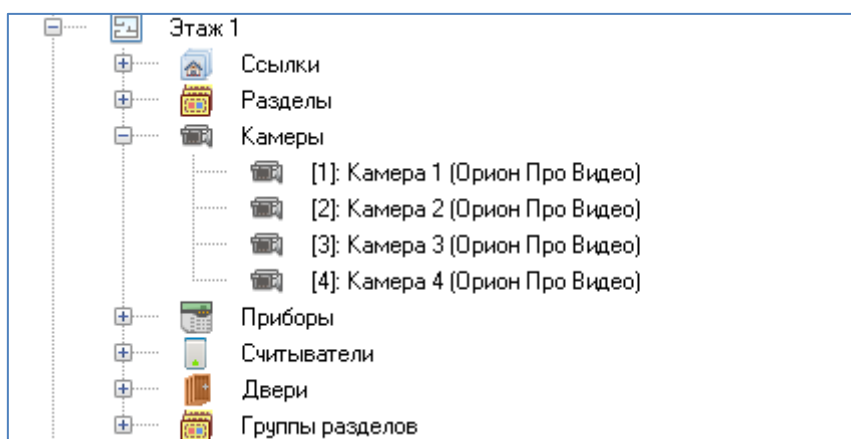 Этаж 1
Ссылки
Разделы
Камеры
[1]: Камера 1 (Орион Про Видео)
[2]: Камера 2 (Орион Про Видео)
[3]: Камера 3 (Орион Про Видео)
[4]: Камера 4 (Орион Про Видео)
Приборы
Считыватели
Двери
Группы разделов